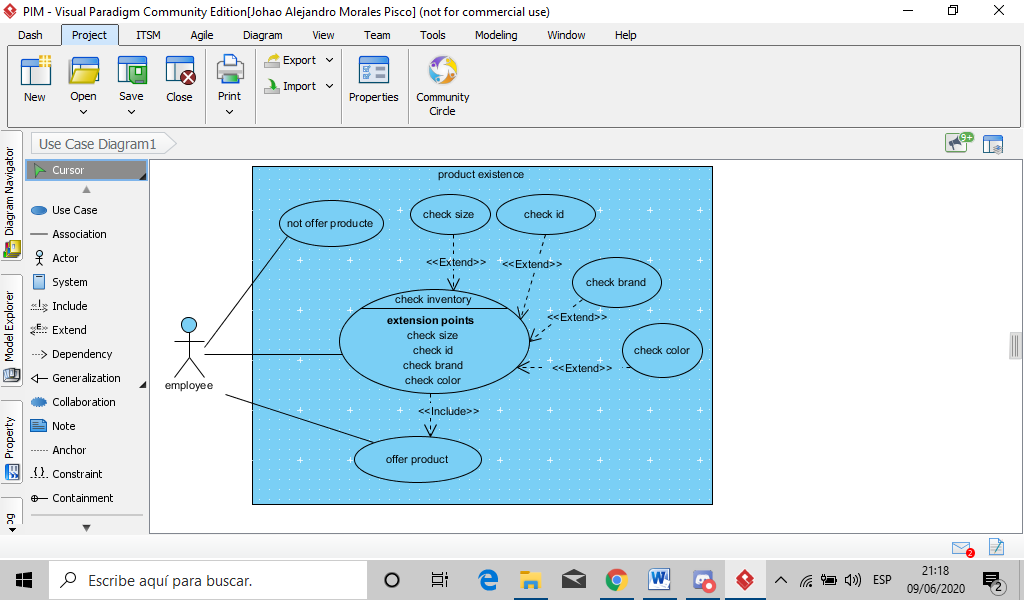 PIM - Visual Paradigm Community Edition[Johao Alejandro Morales Pisco] (not for commercial use)
Dash Project ITSM Agile Diagram View Team Tools Modeling Window Help
New Open Save Close Print Export Import Properties Community Circle
Use Case Diagram1
9+
Diagram Navigator
Model Explorer
Property
Cursor
Use Case
Association
Actor
System
Include
Extend
Dependency
Generalization
Collaboration
Note
Anchor
Constraint
Containment
product existence
not offer producte
check size
check id
<<Extend>>
<<Extend>>
check brand
check inventory
<<Extend>>
extension points
check size
check id
check brand
check color
check color
<<Extend>>
employee
<<Include>>
offer product
2
Escribe aquí para buscar.
ESP
21:18
09/06/2020
2